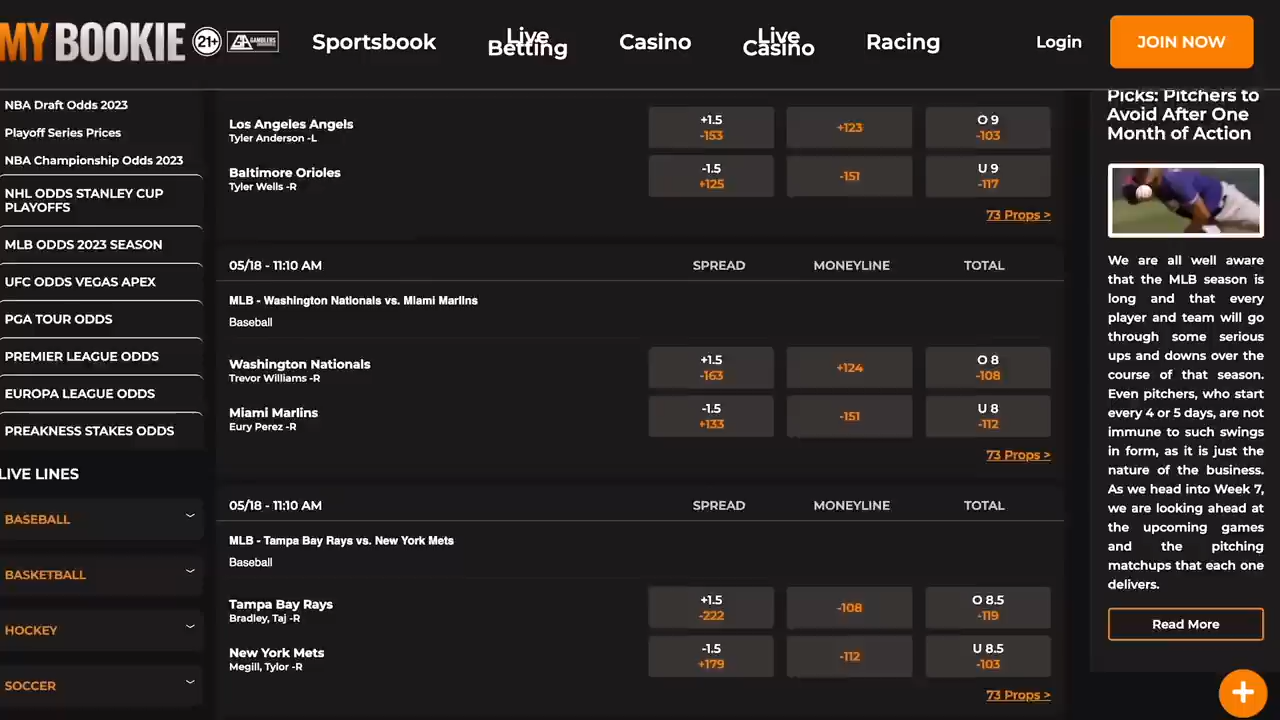 MY BOOKIE
21+
GAMBLERS
Sportsbook
Live Betting
Casino
Live Casino
Racing
Login
JOIN NOW
NBA Draft Odds 2023
Playoff Series Prices
NBA Championship Odds 2023
NHL ODDS STANLEY CUP
PLAYOFFS
MLB ODDS 2023 SEASON
UFC ODDS VEGAS APEX
PGA TOUR ODDS
PREMIER LEAGUE ODDS
EUROPA LEAGUE ODDS
PREAKNESS STAKES ODDS
LIVE LINES
BASEBALL
BASKETBALL
HOCKEY
SOCCER
Los Angeles Angels
Tyler Anderson -L
+1.5
-153
+123
O 9
-103
Baltimore Orioles
Tyler Wells -R
-1.5
+125
-151
U 9
-117
73 Props >
05/18 - 11:10 AM SPREAD MONEYLINE TOTAL
MLB - Washington Nationals vs. Miami Marlins
Baseball
Washington Nationals
Trevor Williams -R
+1.5
-163
+124
O 8
-108
Miami Marlins
Eury Perez -R
-1.5
+133
-151
U 8
-112
73 Props >
05/18 - 11:10 AM SPREAD MONEYLINE TOTAL
MLB - Tampa Bay Rays vs. New York Mets
Baseball
Tampa Bay Rays
Bradley, Taj -R
+1.5
-222
-108
O 8.5
-119
New York Mets
Megill, Tylor -R
-1.5
+179
-112
U 8.5
-103
73 Props >
Picks: Pitchers to
Avoid After One
Month of Action
We are all well aware
that the MLB season is
long and that every
player and team will go
through some serious
ups and downs over the
course of that season.
Even pitchers, who start
every 4 or 5 days, are not
immune to such swings
in form, as it is just the
nature of the business.
As we head into Week 7,
we are looking ahead at
the upcoming games
and the pitching
matchups that each one
delivers.
Read More
+